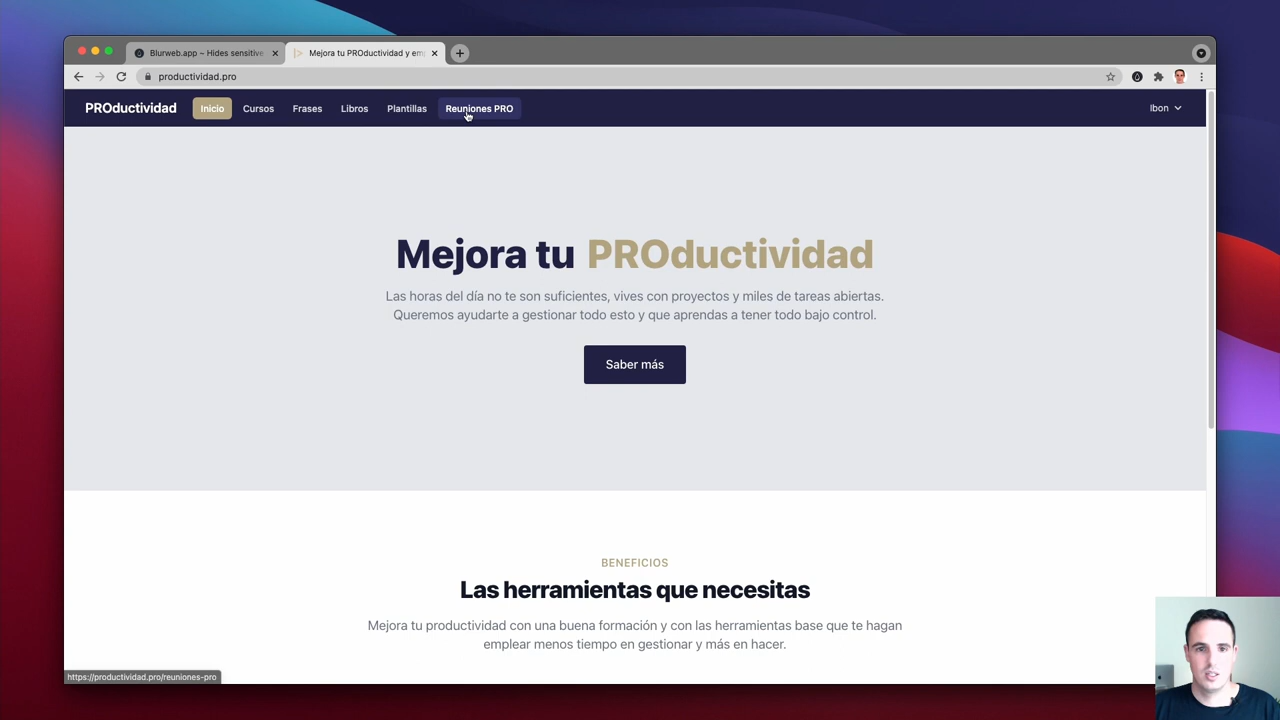 Blurweb.app ~ Hides sensitive
Mejora tu PROductividad y em
productividad.pro
PROductividad Inicio Cursos Frases Libros Plantillas Reuniones PRO Ibon
Mejora tu PROductividad
Las horas del día no te son suficientes, vives con proyectos y miles de tareas abiertas.
Queremos ayudarte a gestionar todo esto y que aprendas a tener todo bajo control.
Saber más
BENEFICIOS
Las herramientas que necesitas
Mejora tu productividad con una buena formación y con las herramientas base que te hagan
emplear menos tiempo en gestionar y más en hacer.
https://productividad.pro/reuniones-pro